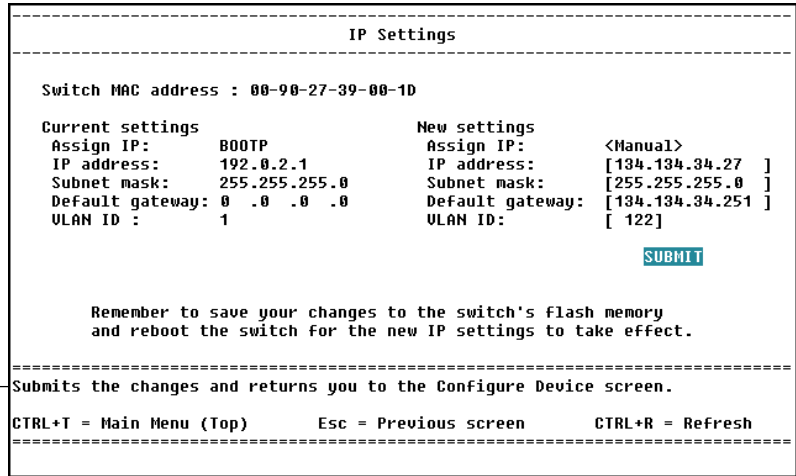 IP Settings
Switch MAC address : 00-90-27-39-00-1D
Current settings New settings
Assign IP: BOOTP Assign IP: <Manual>
IP address: 192.0.2.1 IP address: [134.134.34.27 ]
Subnet mask: 255.255.255.0 Subnet mask: [255.255.255.0 ]
Default gateway: 0 .0 .0 .0 Default gateway: [134.134.34.251 ]
VLAN ID : 1 VLAN ID: [ 122]
SUBMIT
Remember to save your changes to the switch's flash memory
and reboot the switch for the new IP settings to take effect.
Submits the changes and returns you to the Configure Device screen.
CTRL+T = Main Menu (Top) Esc = Previous screen CTRL+R = Refresh